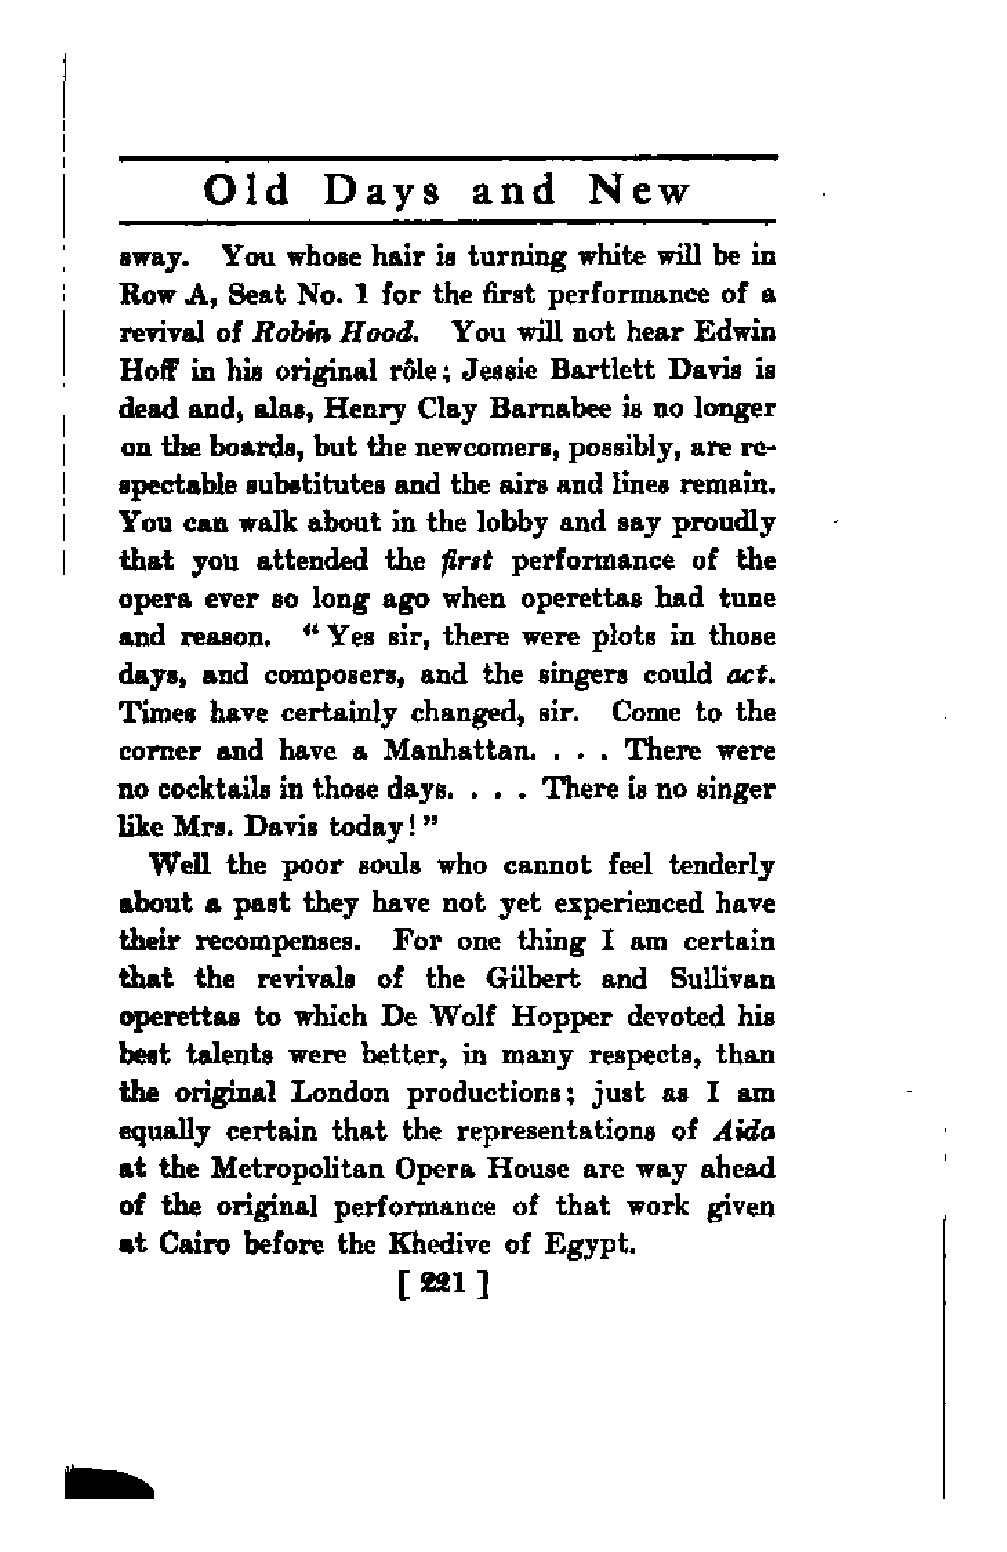 Old Days and New
sway. You whose hair is turning white will be in
Row A, Seat No. 1 for the first performance of a
revival of Robin Hood. You will not hear Edwin
Hoff in his original rôle; Jessie Bartlett Davis is
dead and, alas, Henry Clay Barnabee is no longer
on the boards, but the newcomers, possibly, are re-
spectable substitutes and the airs and lines remain.
You can walk about in the lobby and say proudly
that you attended the first performance of the
opera ever so long ago when operettas had tune
and reason. “Yes sir, there were plots in those
days, and composers, and the singers could act.
Times have certainly changed, sir. Come to the
corner and have a Manhattan. . . . There were
no cocktails in those days. . . . There is no singer
like Mrs. Davis today!”
Well the poor souls who cannot feel tenderly
about a past they have not yet experienced have
their recompenses. For one thing I am certain
that the revivals of the Gilbert and Sullivan
operettas to which De Wolf Hopper devoted his
best talents were better, in many respects, than
the original London productions; just as I am
equally certain that the representations of Aida
at the Metropolitan Opera House are way ahead
of the original performance of that work given
at Cairo before the Khedive of Egypt.
[ 221 ]